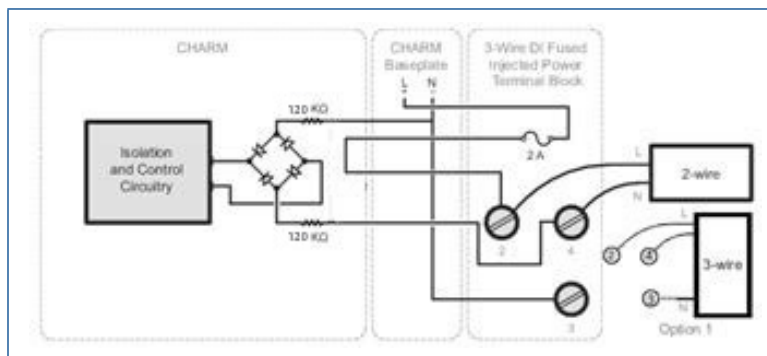 CHARM
CHARM
Baseplate
L N
3-Wire DI Fused
Injected Power
Terminal Block
120 KΩ
Isolation
and Control
Circuitry
2 A
L
2-wire
N
120 KΩ
2
4
L
2
4
3-wire
3
N
3
Option 1